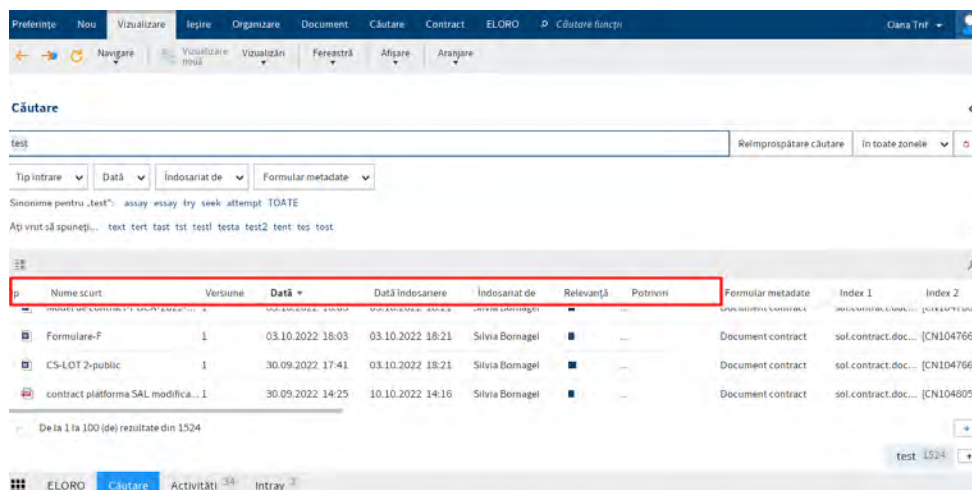 Preferințe Nou Vizualizare Ieșire Organizare Document Căutare Contract ELORO Căutare funcții Oana Trif
Navigare Vizualizare nouă Vizualizări Fereastră Afișare Aranjare
Căutare
test Reîmprospătare căutare în toate zonele
Tip intrare Dată Îndosariat de Formular metadate
Sinonime pentru „test": assay essay try seek attempt TOATE
Ați vrut să spuneți... text tert tast tst testl testa test2 tent tes tost
p Nume scurt Versiune Dată Dată îndosariere Îndosariat de Relevanță Potriviri Formular metadate Index 1 Index 2
1 Silvia Bornagel ... Document contract sol.contract.doc...
Formulare-F 1 03.10.2022 18:03 03.10.2022 18:21 Silvia Bornagel ... Document contract sol.contract.doc... [CN104766
CS-LOT 2-public 1 30.09.2022 17:41 03.10.2022 18:21 Silvia Bornagel ... Document contract sol.contract.doc... [CN104766
contract platforma SAL modifica... 1 30.09.2022 14:25 10.10.2022 14:16 Silvia Bornagel ... Document contract sol.contract.doc... [CN104805
De la 1 la 100 (de) rezultate din 1524
test 1524
ELORO Căutare Activități 34 Intray